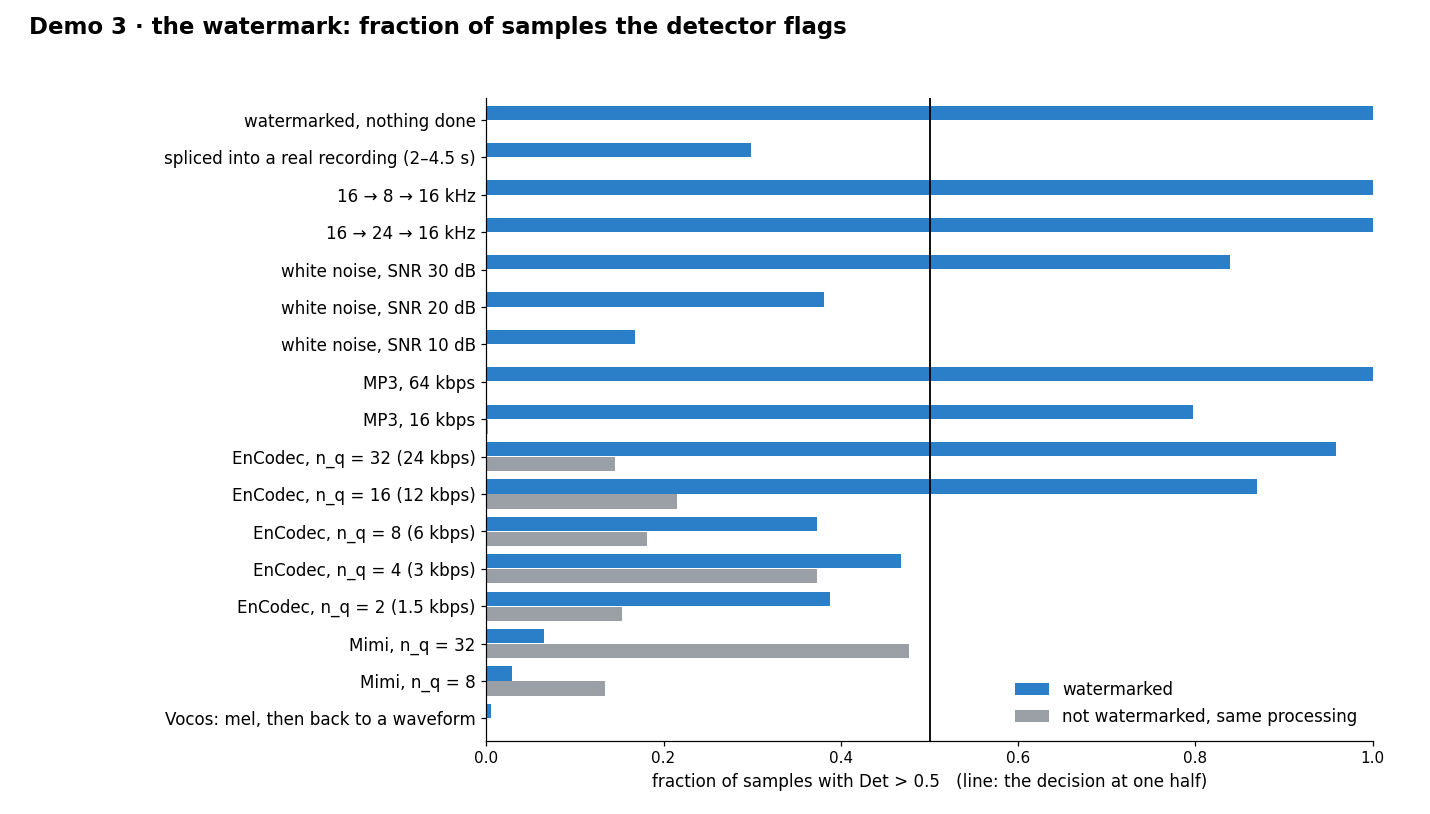 Demo 3 · the watermark: fraction of samples the detector flags
watermarked, nothing done
spliced into a real recording (2–4.5 s)
16 → 8 → 16 kHz
16 → 24 → 16 kHz
white noise, SNR 30 dB
white noise, SNR 20 dB
white noise, SNR 10 dB
MP3, 64 kbps
MP3, 16 kbps
EnCodec, n_q = 32 (24 kbps)
EnCodec, n_q = 16 (12 kbps)
EnCodec, n_q = 8 (6 kbps)
EnCodec, n_q = 4 (3 kbps)
EnCodec, n_q = 2 (1.5 kbps)
Mimi, n_q = 32
Mimi, n_q = 8
Vocos: mel, then back to a waveform
watermarked
not watermarked, same processing
0.0 0.2 0.4 0.6 0.8 1.0
fraction of samples with Det > 0.5 (line: the decision at one half)